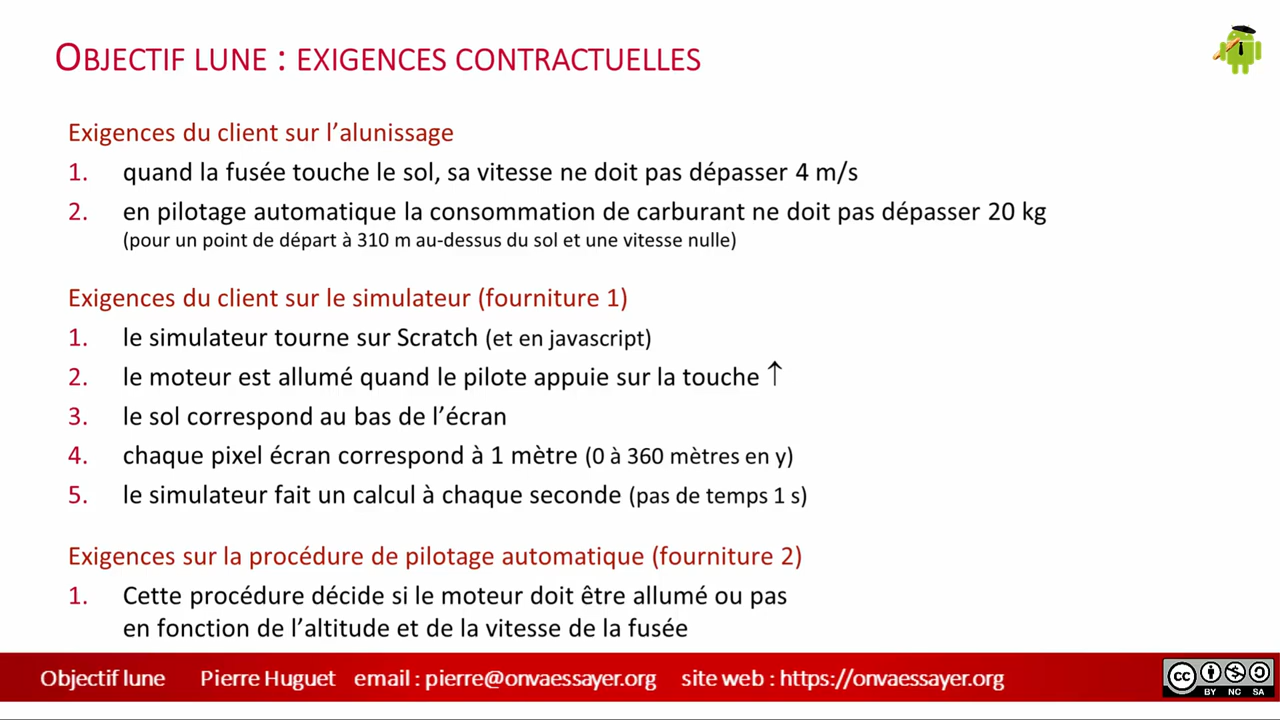 OBJECTIF LUNE : EXIGENCES CONTRACTUELLES
Exigences du client sur l’alunissage
1. quand la fusée touche le sol, sa vitesse ne doit pas dépasser 4 m/s
2. en pilotage automatique la consommation de carburant ne doit pas dépasser 20 kg
(pour un point de départ à 310 m au-dessus du sol et une vitesse nulle)
Exigences du client sur le simulateur (fourniture 1)
1. le simulateur tourne sur Scratch (et en javascript)
2. le moteur est allumé quand le pilote appuie sur la touche ↑
3. le sol correspond au bas de l’écran
4. chaque pixel écran correspond à 1 mètre (0 à 360 mètres en y)
5. le simulateur fait un calcul à chaque seconde (pas de temps 1 s)
Exigences sur la procédure de pilotage automatique (fourniture 2)
1. Cette procédure décide si le moteur doit être allumé ou pas
en fonction de l’altitude et de la vitesse de la fusée
Objectif lune Pierre Huguet email : pierre@onvaessayer.org site web : https://onvaessayer.org
cc
BY NC SA